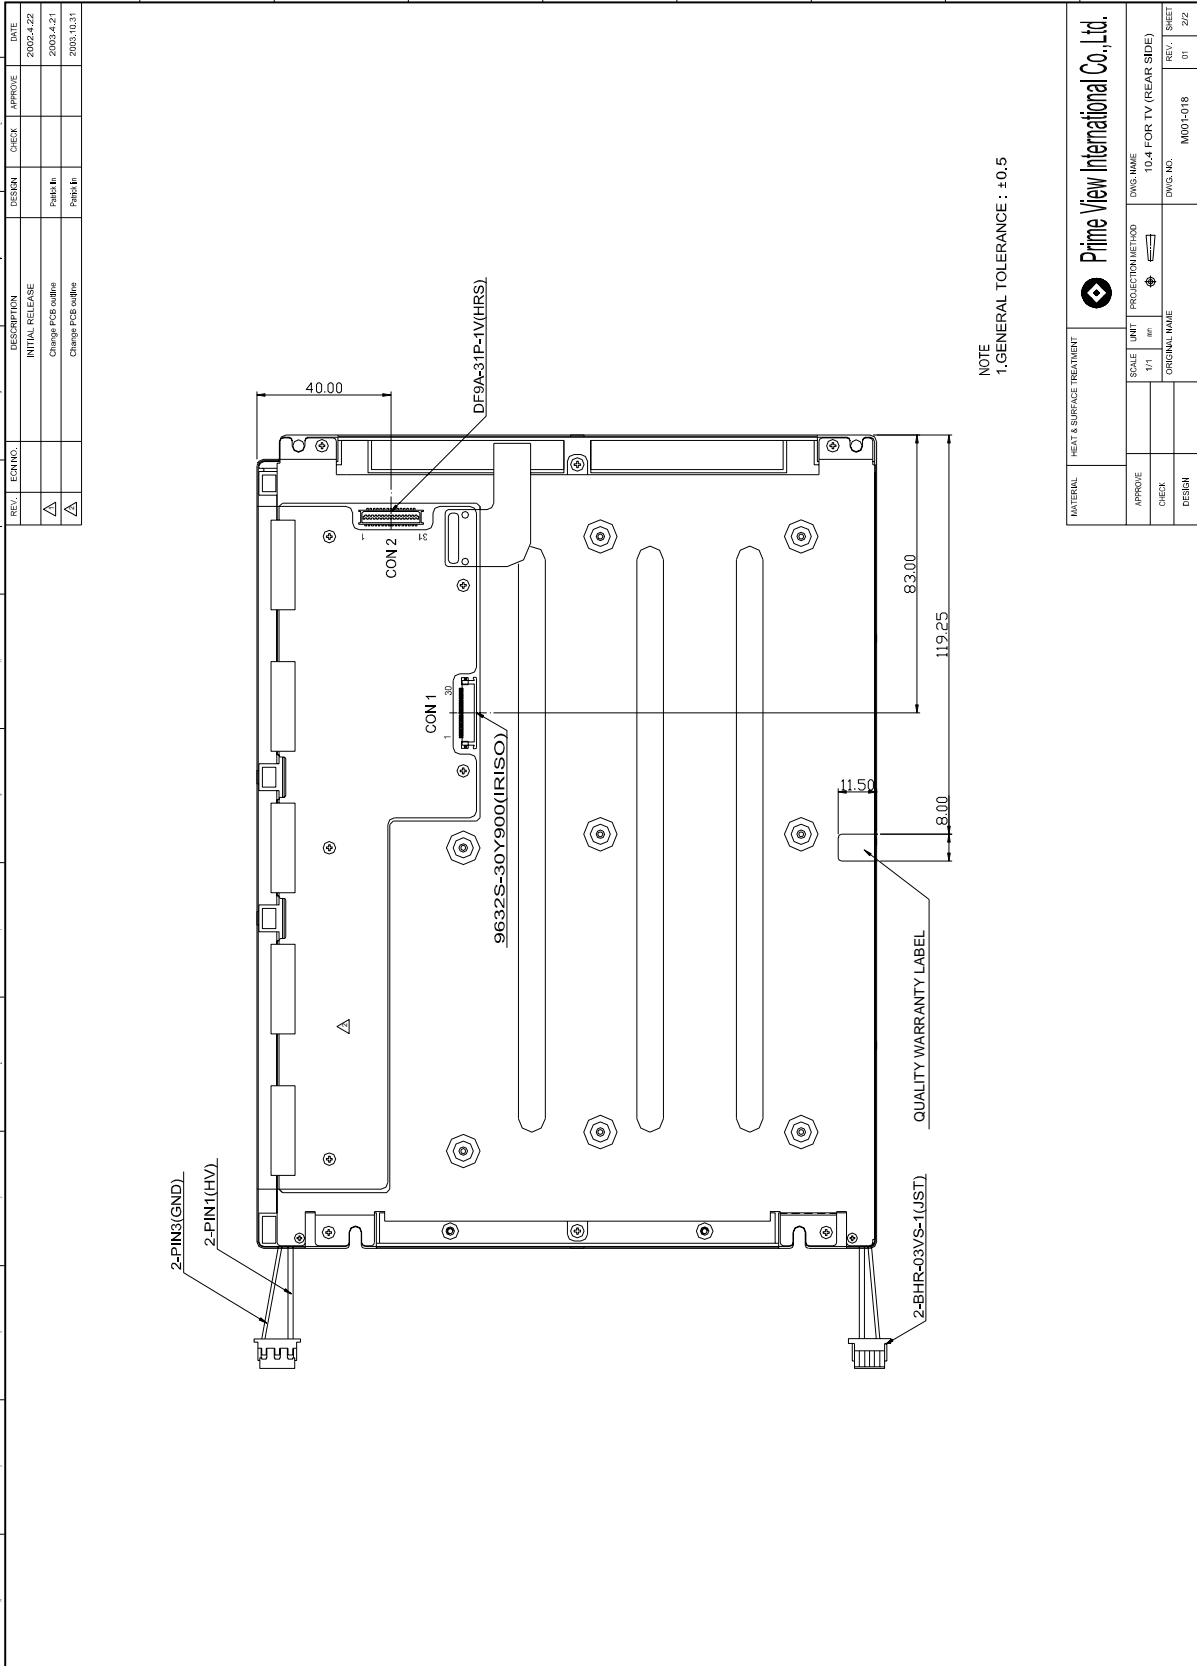 REV. ECN NO. DESCRIPTION DESIGN CHECK APPROVE DATE
INITIAL RELEASE 2002.4.22
1 Change PCB outline Patrick lin 2003.4.21
2 Change PCB outline Patrick lin 2003.10.31
2-PIN3(GND)
2-PIN1(HV)
40.00
DF9A-31P-1V(HRS)
1
31
CON 2
CON 1
1
30
9632S-30Y900(IRISO)
2
83.00
119.25
11.50
8.00
QUALITY WARRANTY LABEL
2-BHR-03VS-1(JST)
NOTE
1.GENERAL TOLERANCE : ±0.5
MATERIAL
HEAT & SURFACE TREATMENT
Prime View International Co.,Ltd.
APPROVE
CHECK
DESIGN
SCALE
1/1
UNIT
mm
PROJECTION METHOD
DWG. NAME
10.4 FOR TV (REAR SIDE)
ORIGINAL NAME
DWG. NO.
M001-018
REV.
01
SHEET
2/2